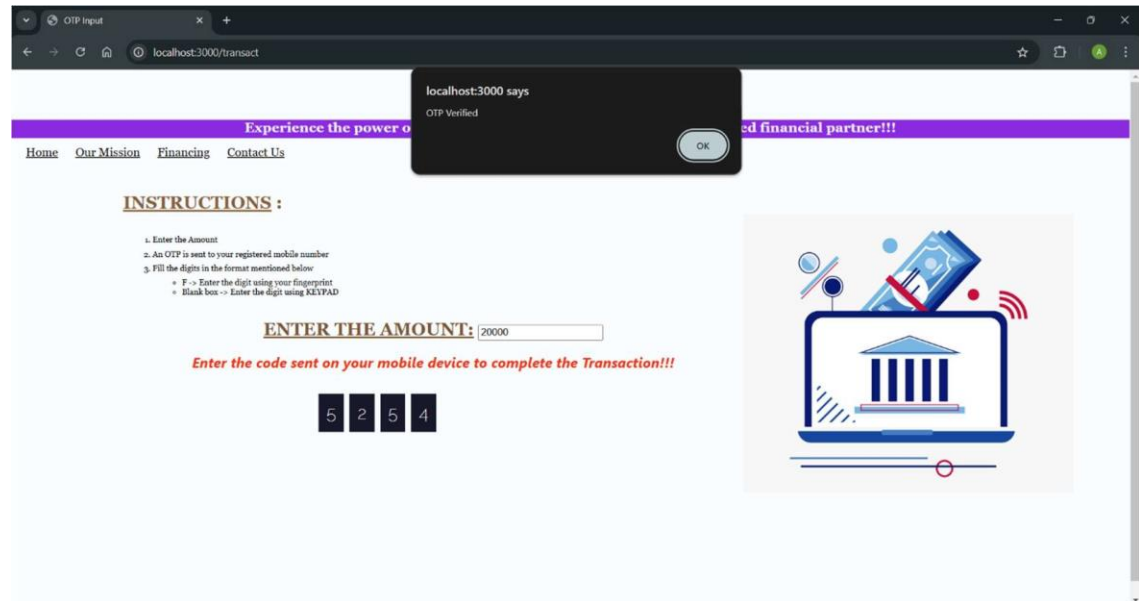 OTP Input
localhost:3000/transact
A
localhost:3000 says
OTP Verified
OK
Experience the power o
ed financial partner!!!
Home Our Mission Financing Contact Us
INSTRUCTIONS :
1. Enter the Amount
2. An OTP is sent to your registered mobile number
3. Fill the digits in the format mentioned below
F -> Enter the digit using your fingerprint
Blank box -> Enter the digit using KEYPAD
ENTER THE AMOUNT: 20000
Enter the code sent on your mobile device to complete the Transaction!!!
5 2 5 4